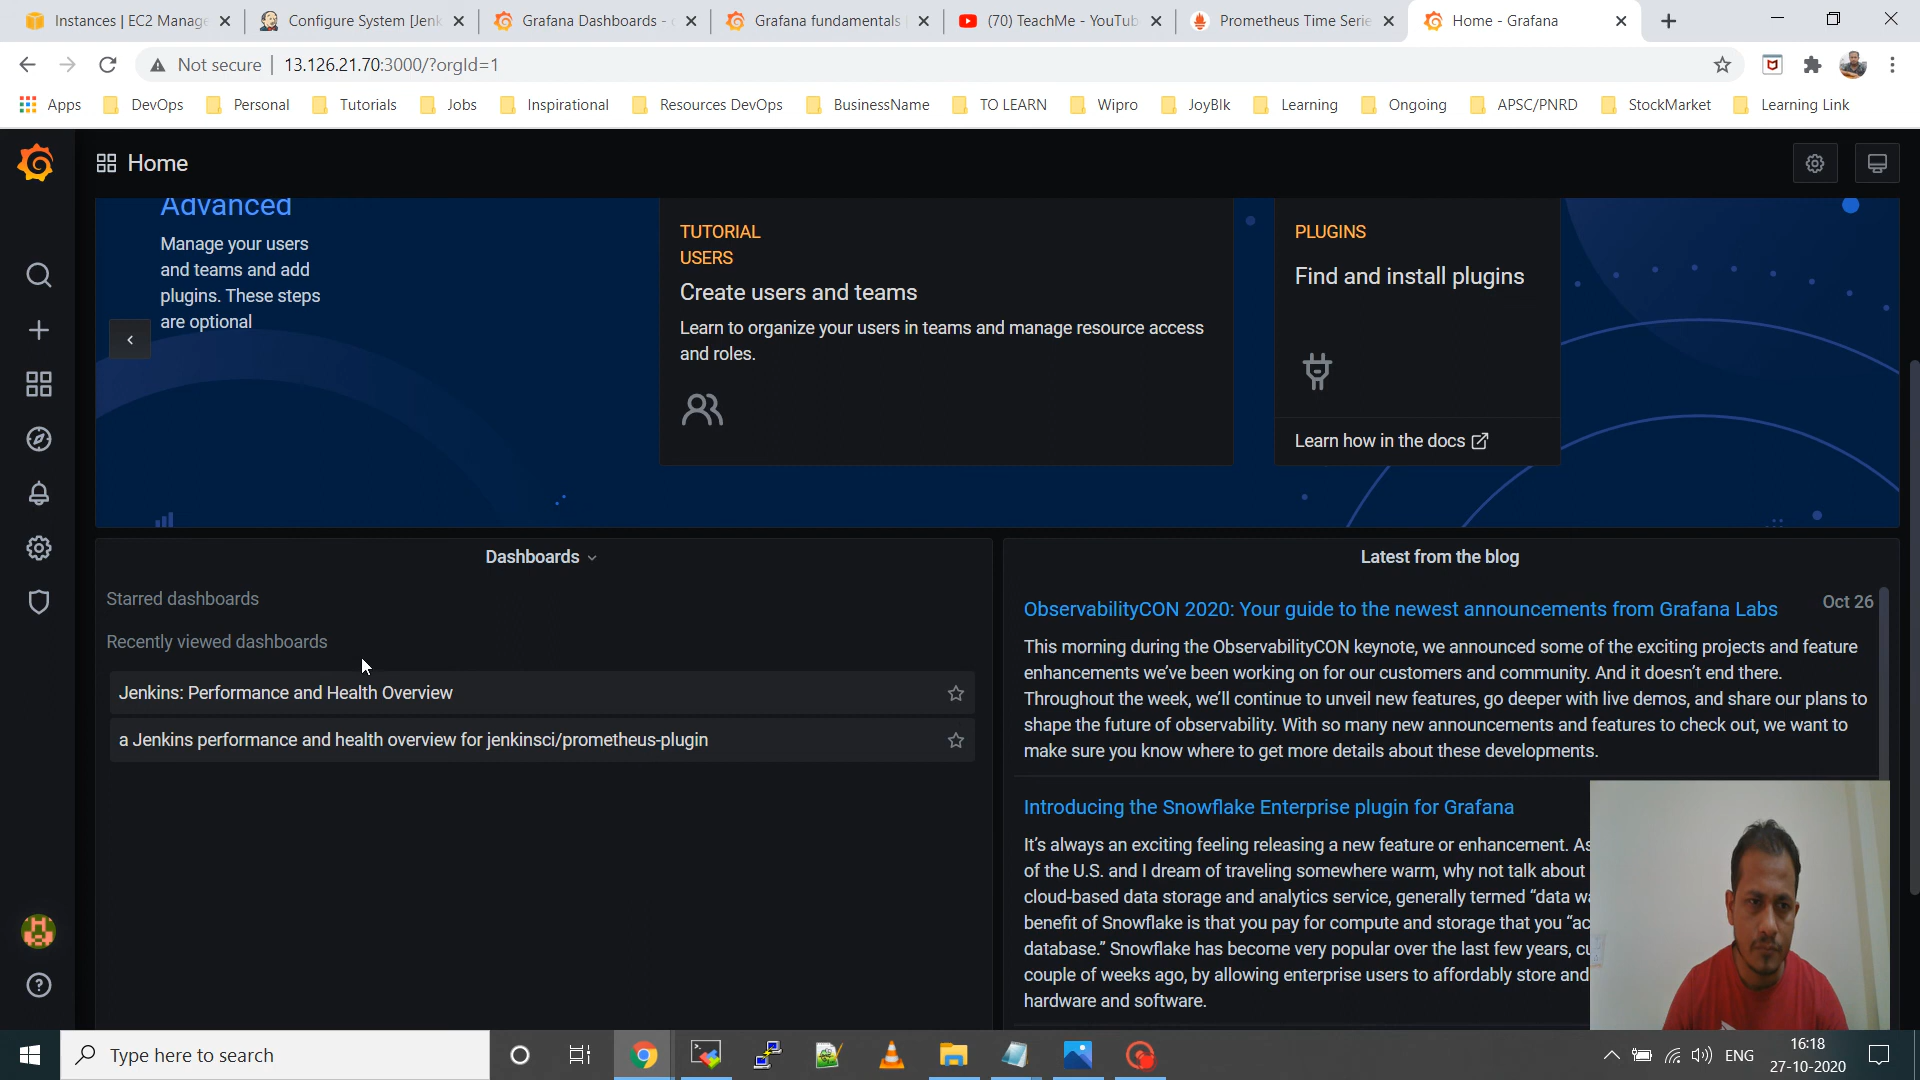 Instances | EC2 Manage
Configure System [Jenk
Grafana Dashboards -
Grafana fundamentals
(70) TeachMe - YouTub
Prometheus Time Serie
Home - Grafana
Not secure
13.126.21.70:3000/?orgId=1
Apps
DevOps
Personal
Tutorials
Jobs
Inspirational
Resources DevOps
BusinessName
TO LEARN
Wipro
JoyBlk
Learning
Ongoing
APSC/PNRD
StockMarket
Learning Link
Home
Advanced
Manage your users
and teams and add
plugins. These steps
are optional
TUTORIAL
USERS
Create users and teams
Learn to organize your users in teams and manage resource access
and roles.
PLUGINS
Find and install plugins
Learn how in the docs
Dashboards
Starred dashboards
Recently viewed dashboards
Jenkins: Performance and Health Overview
a Jenkins performance and health overview for jenkinsci/prometheus-plugin
Latest from the blog
ObservabilityCON 2020: Your guide to the newest announcements from Grafana Labs
Oct 26
This morning during the ObservabilityCON keynote, we announced some of the exciting projects and feature
enhancements we've been working on for our customers and community. And it doesn't end there.
Throughout the week, we'll continue to unveil new features, go deeper with live demos, and share our plans to
shape the future of observability. With so many new announcements and features to check out, we want to
make sure you know where to get more details about these developments.
Introducing the Snowflake Enterprise plugin for Grafana
It's always an exciting feeling releasing a new feature or enhancement. As
of the U.S. and I dream of traveling somewhere warm, why not talk about
cloud-based data storage and analytics service, generally termed "data wa
benefit of Snowflake is that you pay for compute and storage that you "ac
database." Snowflake has become very popular over the last few years, cu
couple of weeks ago, by allowing enterprise users to affordably store and
hardware and software.
Type here to search
ENG
16:18
27-10-2020